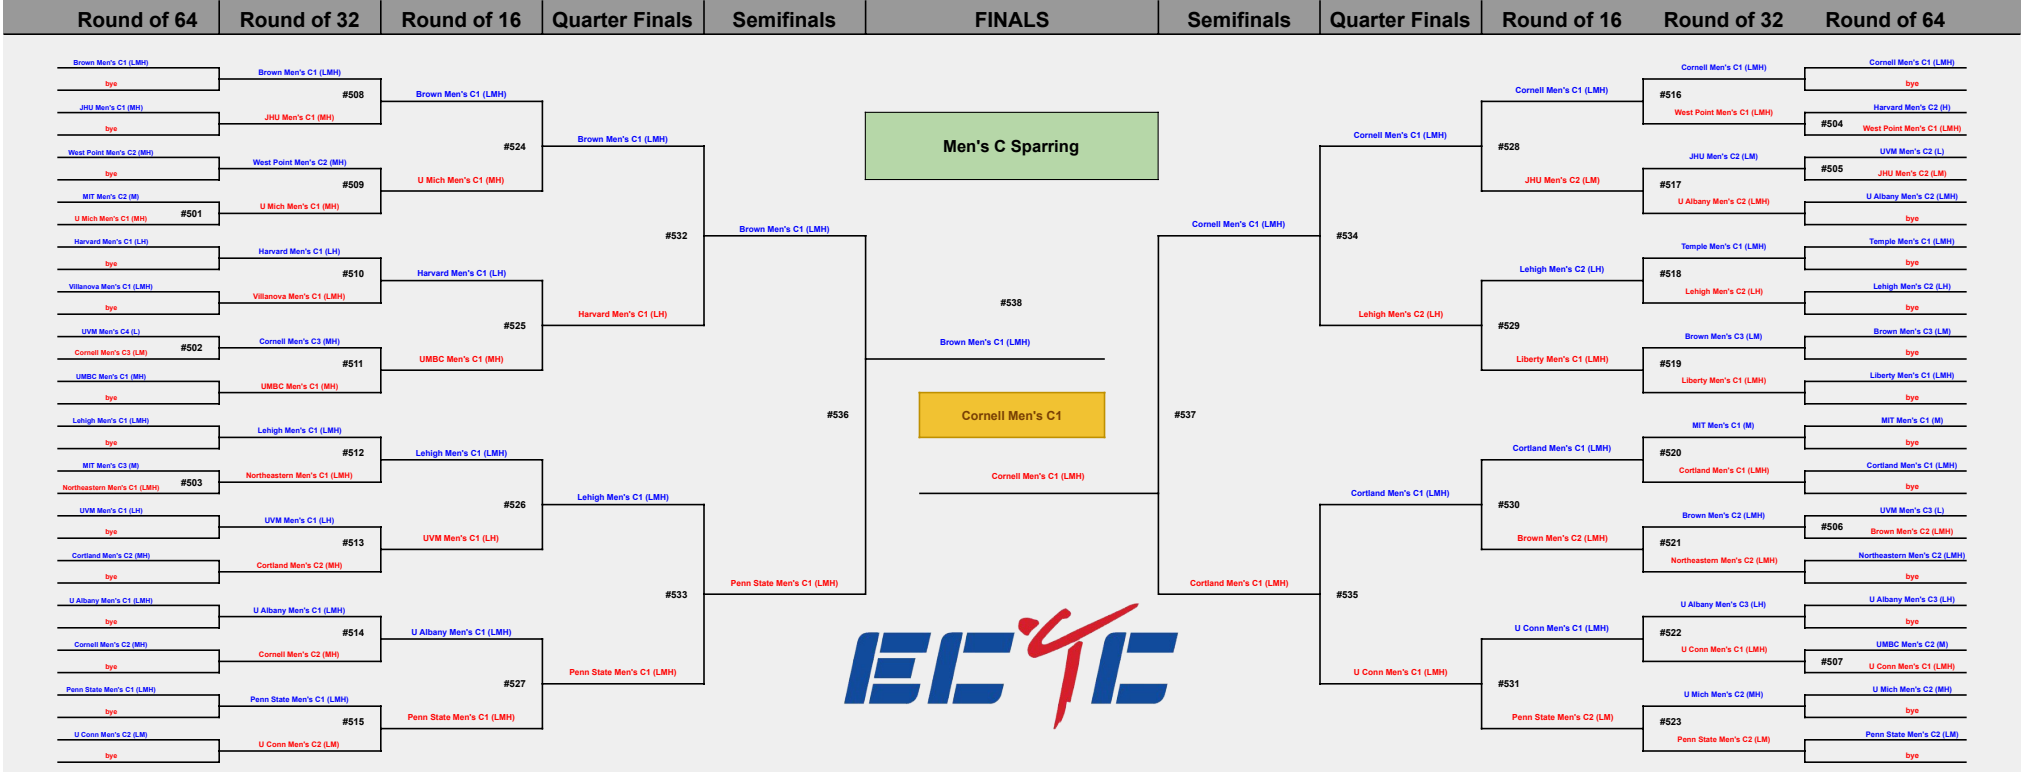 Round of 64
Round of 32
Round of 16
Quarter Finals
Semifinals
FINALS
Semifinals
Quarter Finals
Round of 16
Round of 32
Round of 64
Brown Men's C1 (LMH)
bye
JHU Men's C1 (MH)
bye
West Point Men's C2 (MH)
bye
MIT Men's C2 (M)
U Mich Men's C1 (MH)
#501
Harvard Men's C1 (LH)
bye
Villanova Men's C1 (LMH)
bye
UVM Men's C4 (L)
Cornell Men's C3 (LM)
#502
UMBC Men's C1 (MH)
bye
Lehigh Men's C1 (LMH)
bye
MIT Men's C3 (M)
Northeastern Men's C1 (LMH)
#503
UVM Men's C1 (LH)
bye
Cortland Men's C2 (MH)
bye
U Albany Men's C1 (LMH)
bye
Cornell Men's C2 (MH)
bye
Penn State Men's C1 (LMH)
bye
U Conn Men's C2 (LM)
bye
Brown Men's C1 (LMH)
#508
JHU Men's C1 (MH)
West Point Men's C2 (MH)
#509
U Mich Men's C1 (MH)
Harvard Men's C1 (LH)
#510
Villanova Men's C1 (LMH)
Cornell Men's C3 (MH)
#511
UMBC Men's C1 (MH)
Lehigh Men's C1 (LMH)
#512
Northeastern Men's C1 (LMH)
UVM Men's C1 (LH)
#513
Cortland Men's C2 (MH)
U Albany Men's C1 (LMH)
#514
Cornell Men's C2 (MH)
Penn State Men's C1 (LMH)
#515
U Conn Men's C2 (LM)
Brown Men's C1 (LMH)
#524
U Mich Men's C1 (MH)
Harvard Men's C1 (LH)
#525
UMBC Men's C1 (MH)
Lehigh Men's C1 (LMH)
#526
UVM Men's C1 (LH)
U Albany Men's C1 (LMH)
#527
Penn State Men's C1 (LMH)
Brown Men's C1 (LMH)
#532
Harvard Men's C1 (LH)
Lehigh Men's C1 (LMH)
#533
Penn State Men's C1 (LMH)
Brown Men's C1 (LMH)
#536
Penn State Men's C1 (LMH)
Men's C Sparring
#538
Brown Men's C1 (LMH)
Cornell Men's C1
Cornell Men's C1 (LMH)
ECTC
Cornell Men's C1 (LMH)
#537
Cortland Men's C1 (LMH)
Cornell Men's C1 (LMH)
#534
Lehigh Men's C2 (LH)
Cortland Men's C1 (LMH)
#535
U Conn Men's C1 (LMH)
Cornell Men's C1 (LMH)
#528
JHU Men's C2 (LM)
Lehigh Men's C2 (LH)
#529
Liberty Men's C1 (LMH)
Cortland Men's C1 (LMH)
#530
Brown Men's C2 (LMH)
U Conn Men's C1 (LMH)
#531
Penn State Men's C2 (LM)
Cornell Men's C1 (LMH)
#516
West Point Men's C1 (LMH)
JHU Men's C2 (LM)
#517
U Albany Men's C2 (LMH)
Temple Men's C1 (LMH)
#518
Lehigh Men's C2 (LH)
Brown Men's C3 (LM)
#519
Liberty Men's C1 (LMH)
MIT Men's C1 (M)
#520
Cortland Men's C1 (LMH)
Brown Men's C2 (LMH)
#521
Northeastern Men's C2 (LMH)
U Albany Men's C3 (LH)
#522
U Conn Men's C1 (LMH)
U Mich Men's C2 (MH)
#523
Penn State Men's C2 (LM)
Cornell Men's C1 (LMH)
bye
Harvard Men's C2 (H)
#504
West Point Men's C1 (LMH)
UVM Men's C2 (L)
#505
JHU Men's C2 (LM)
U Albany Men's C2 (LMH)
bye
Temple Men's C1 (LMH)
bye
Lehigh Men's C2 (LH)
bye
Brown Men's C3 (LM)
bye
Liberty Men's C1 (LMH)
bye
MIT Men's C1 (M)
bye
Cortland Men's C1 (LMH)
bye
UVM Men's C3 (L)
#506
Brown Men's C2 (LMH)
Northeastern Men's C2 (LMH)
bye
U Albany Men's C3 (LH)
bye
UMBC Men's C2 (M)
#507
U Conn Men's C1 (LMH)
U Mich Men's C2 (MH)
bye
Penn State Men's C2 (LM)
bye